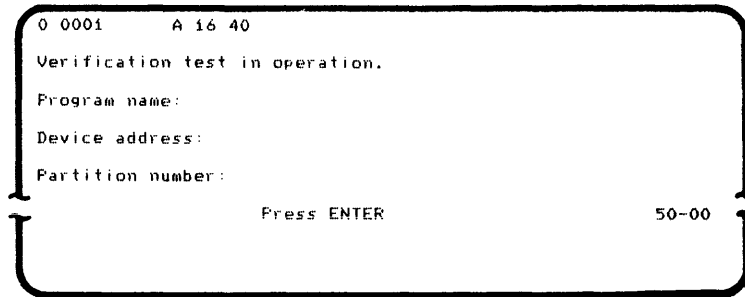 0 0001 A 16 40
Verification test in operation.
Program name:
Device address:
Partition number:
Press ENTER 50-00